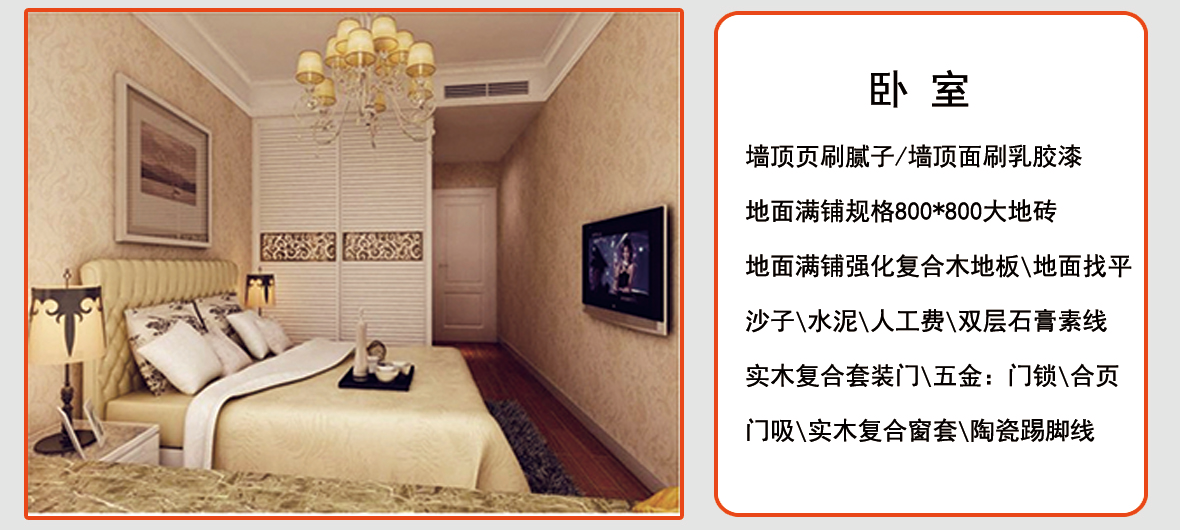 卧 室
墙顶页刷腻子/墙顶面刷乳胶漆
地面满铺规格800*800大地砖
地面满铺强化复合木地板\地面找平
沙子\水泥\人工费\双层石膏素线
实木复合套装门\五金：门锁\合页
门吸\实木复合窗套\陶瓷踢脚线